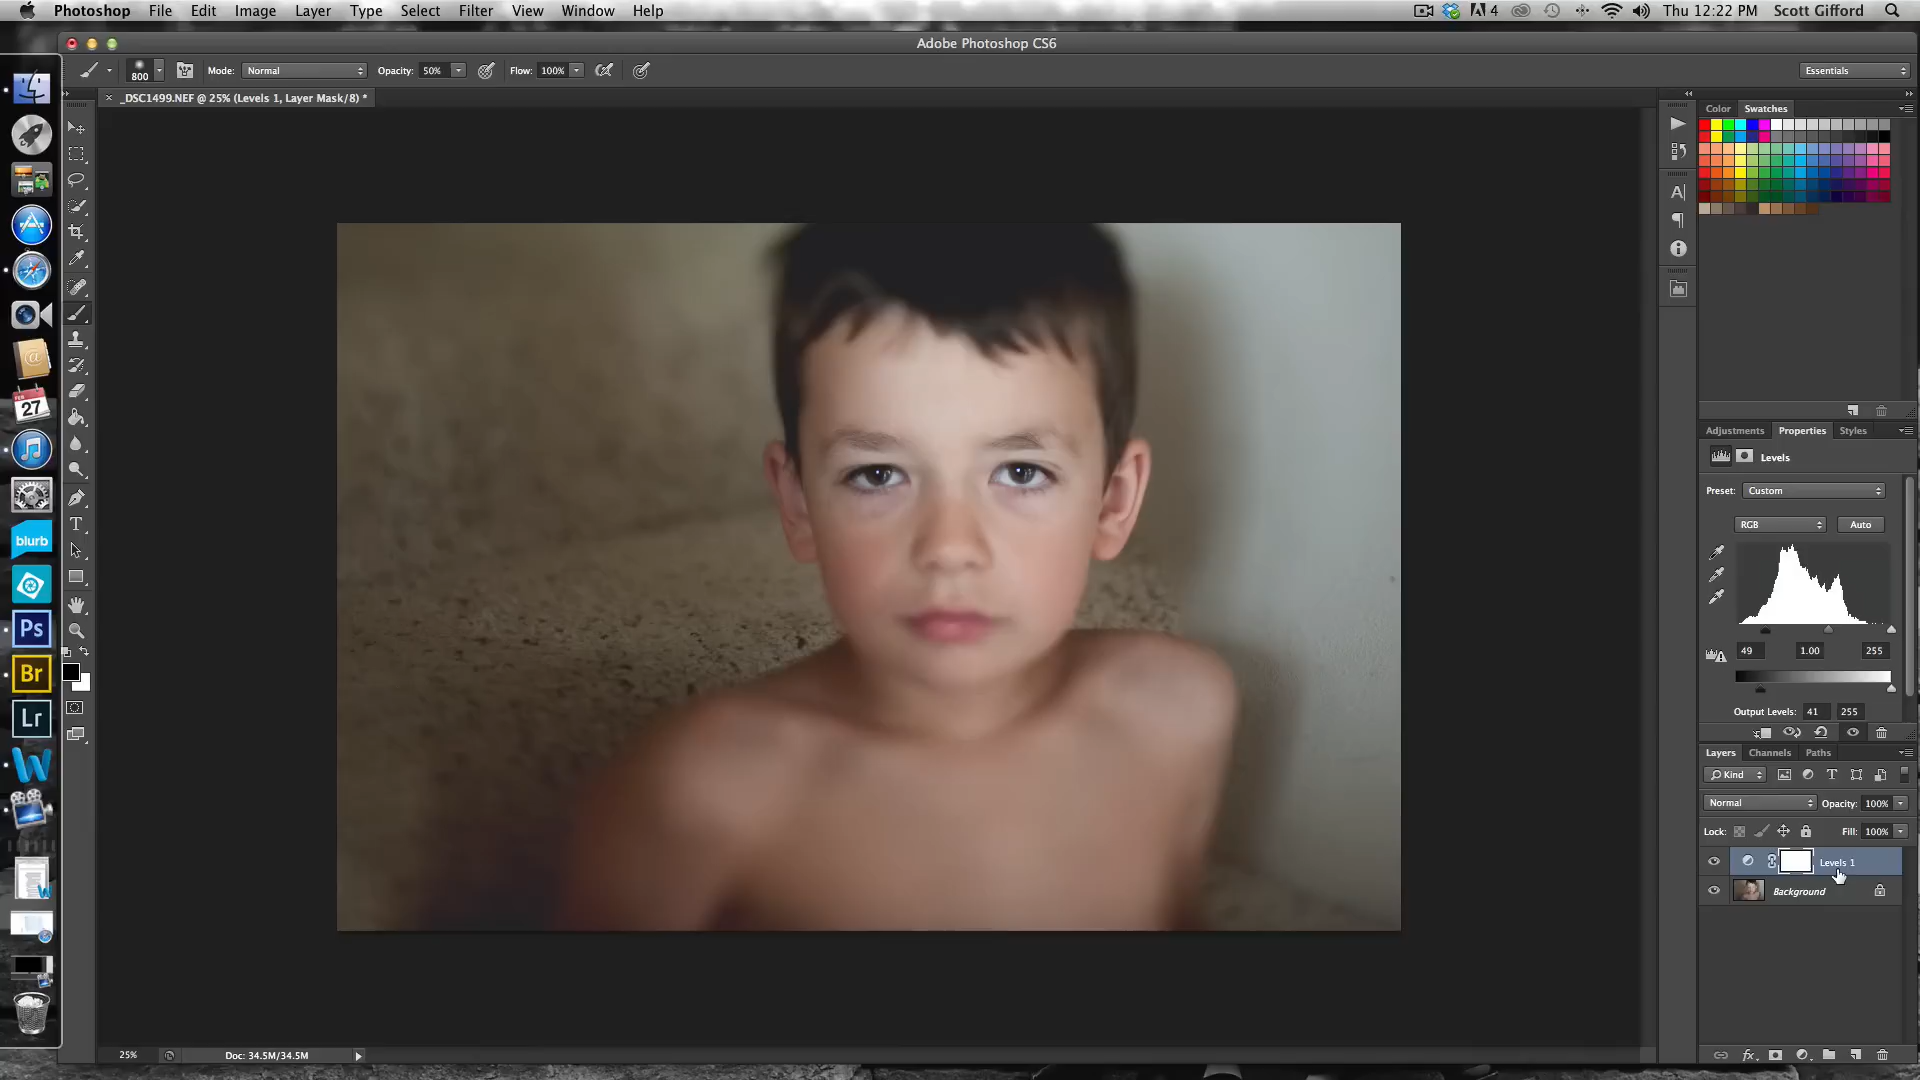 Photoshop File Edit Image Layer Type Select Filter View Window Help
4 Thu 12:22 PM Scott Gifford
Adobe Photoshop CS6
800 Mode: Normal Opacity: 50% Flow: 100% Essentials
_DSC1499.NEF @ 25% (Levels 1, Layer Mask/8) *
Color Swatches
FEB
27
blurb
Ps
Br
Lr
Adjustments Properties Styles
Levels
Preset: Custom
RGB Auto
49 1.00 255
Output Levels: 41 255
Layers Channels Paths
Kind
Normal Opacity: 100%
Lock: Fill: 100%
Levels 1
Background
25% Doc: 34.5M/34.5M